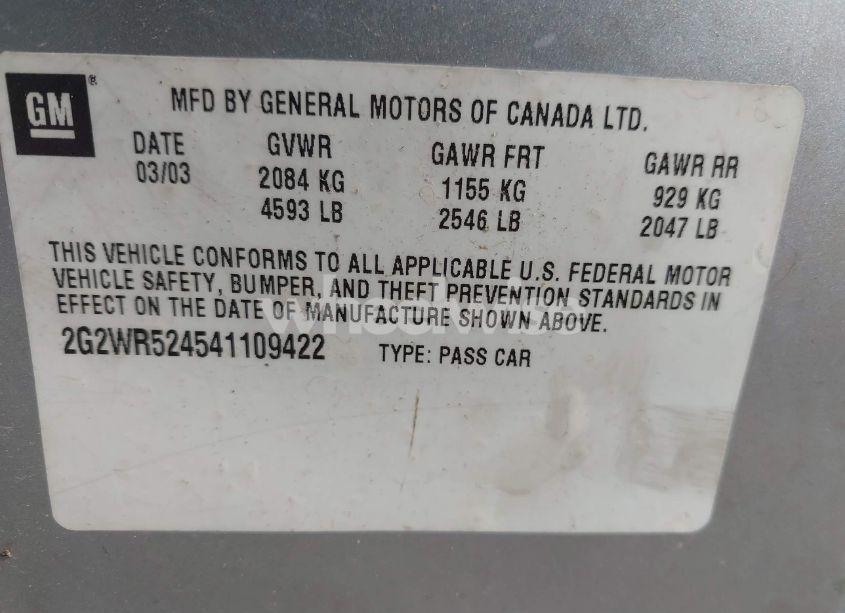 GM®
MFD BY GENERAL MOTORS OF CANADA LTD.
DATE GVWR GAWR FRT GAWR RR
03/03 2084 KG 1155 KG 929 KG
4593 LB 2546 LB 2047 LB
THIS VEHICLE CONFORMS TO ALL APPLICABLE U.S. FEDERAL MOTOR
VEHICLE SAFETY, BUMPER, AND THEFT PREVENTION STANDARDS IN
EFFECT ON THE DATE OF MANUFACTURE SHOWN ABOVE.
2G2WR524541109422 TYPE: PASS CAR